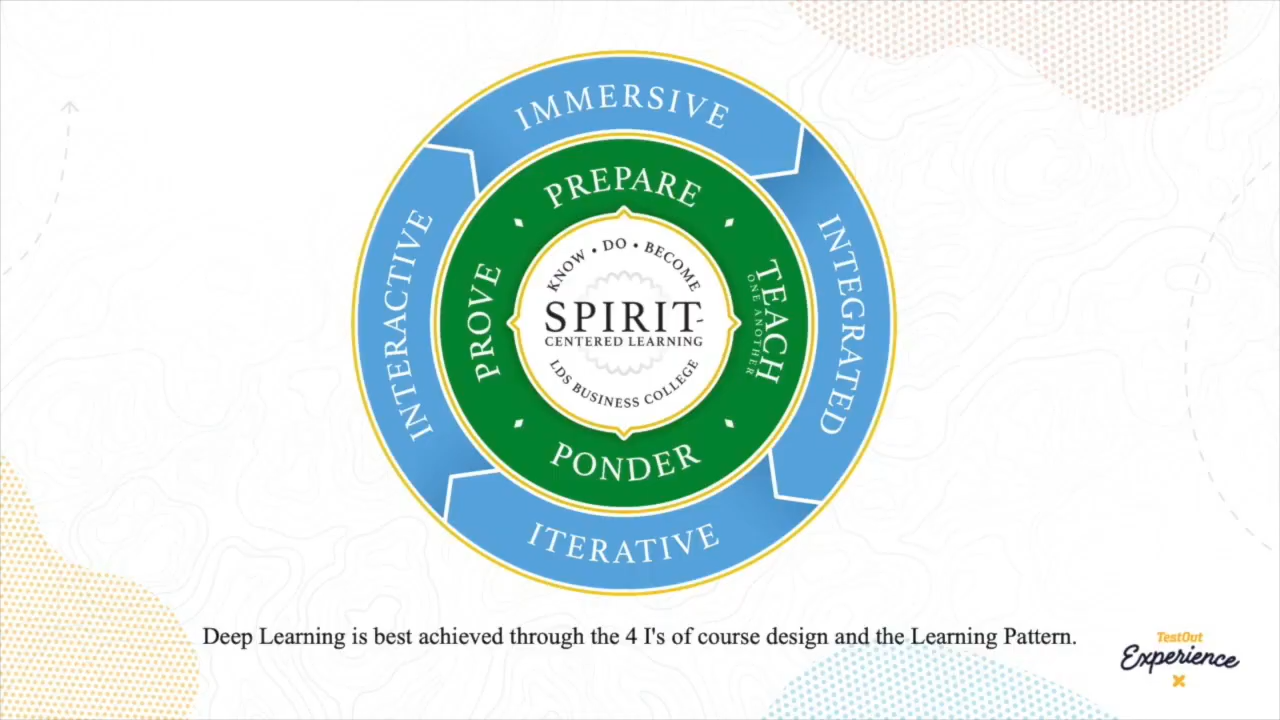 IMMERSIVE
INTEGRATED
ITERATIVE
INTERACTIVE
PREPARE
TEACH
ONE ANOTHER
PONDER
PROVE
KNOW • DO • BECOME
SPIRIT-
CENTERED LEARNING
LDS BUSINESS COLLEGE
Deep Learning is best achieved through the 4 I's of course design and the Learning Pattern.
TestOut
Experience